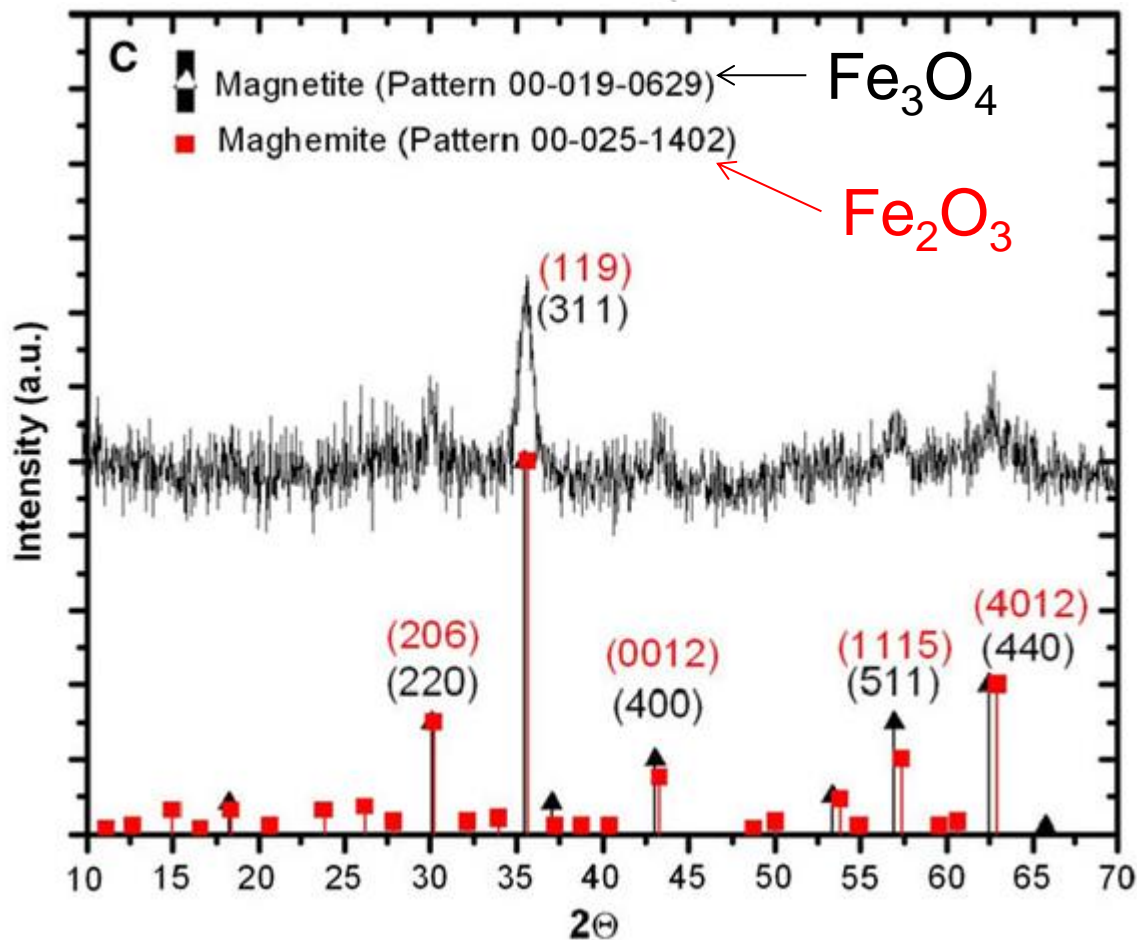 C
Magnetite (Pattern 00-019-0629)
Fe₃O₄
Maghemite (Pattern 00-025-1402)
Fe₂O₃
(119)
(311)
Intensity (a.u.)
(206)
(220)
(0012)
(400)
(1115)
(511)
(4012)
(440)
10 15 20 25 30 35 40 45 50 55 60 65 70
2Θ